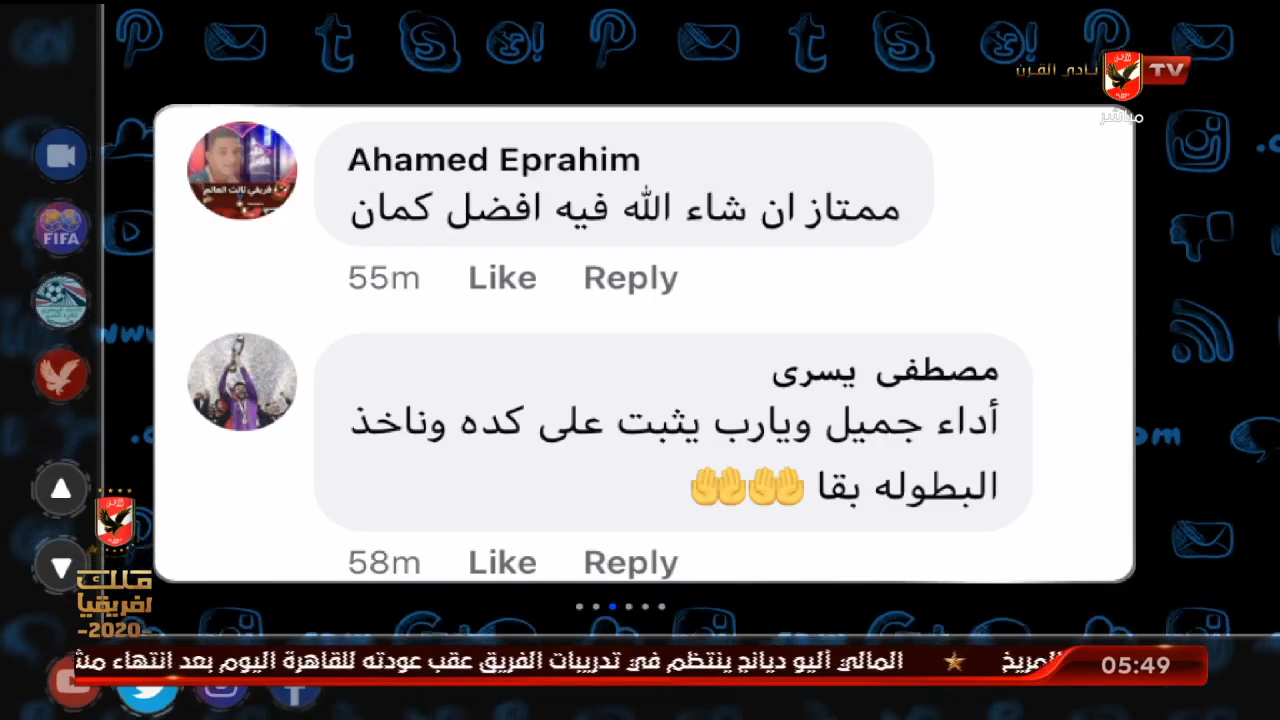 نادي القرن
TV
مباشر
Ahamed Eprahim
ممتاز ان شاء الله فيه افضل كمان
55m Like Reply
مصطفى يسرى
أداء جميل ويارب يثبت على كده وناخذ
البطوله بقا 🤲🤲
58m Like Reply
FIFA
ملك
افريقيا
-2020-
المريخ ★ المالي أليو ديانج ينتظم في تدريبات الفريق عقب عودته للقاهرة اليوم بعد انتهاء
05:49